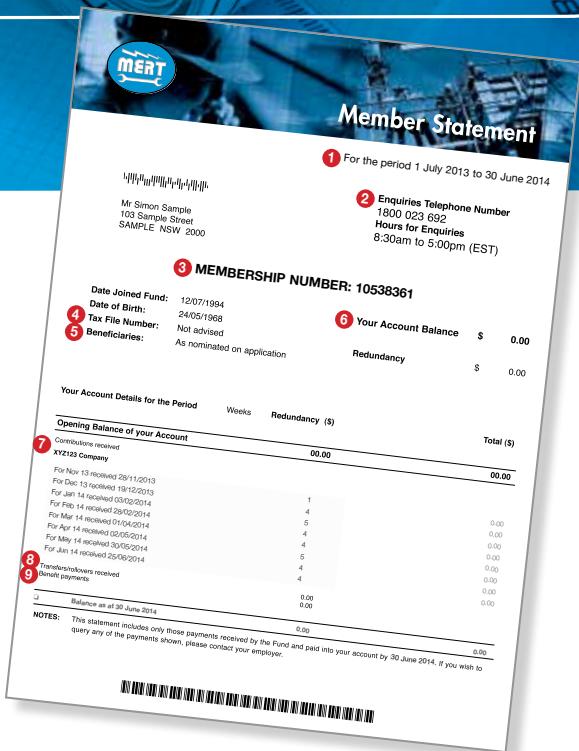 MERT
Member Statement
1 For the period 1 July 2013 to 30 June 2014
Mr Simon Sample
103 Sample Street
SAMPLE NSW 2000
2 Enquiries Telephone Number
1800 023 692
Hours for Enquiries
8:30am to 5:00pm (EST)
3 MEMBERSHIP NUMBER: 10538361
Date Joined Fund: 12/07/1994
Date of Birth: 24/05/1968
4 Tax File Number: Not advised
5 Beneficiaries: As nominated on application
6 Your Account Balance $ 0.00
Redundancy $ 0.00
Your Account Details for the Period Weeks Redundancy ($) Total ($)
Opening Balance of your Account 00.00 00.00
7 Contributions received
XYZ123 Company
For Nov 13 received 28/11/2013 1 0.00
For Dec 13 received 19/12/2013 4 0.00
For Jan 14 received 03/02/2014 5 0.00
For Feb 14 received 28/02/2014 4 0.00
For Mar 14 received 01/04/2014 4 0.00
For Apr 14 received 02/05/2014 5 0.00
For May 14 received 30/05/2014 4 0.00
For Jun 14 received 25/06/2014 4 0.00
8 Transfers/rollovers received 0.00
9 Benefit payments 0.00
Balance as at 30 June 2014 0.00 0.00
NOTES: This statement includes only those payments received by the Fund and paid into your account by 30 June 2014. If you wish to
query any of the payments shown, please contact your employer.